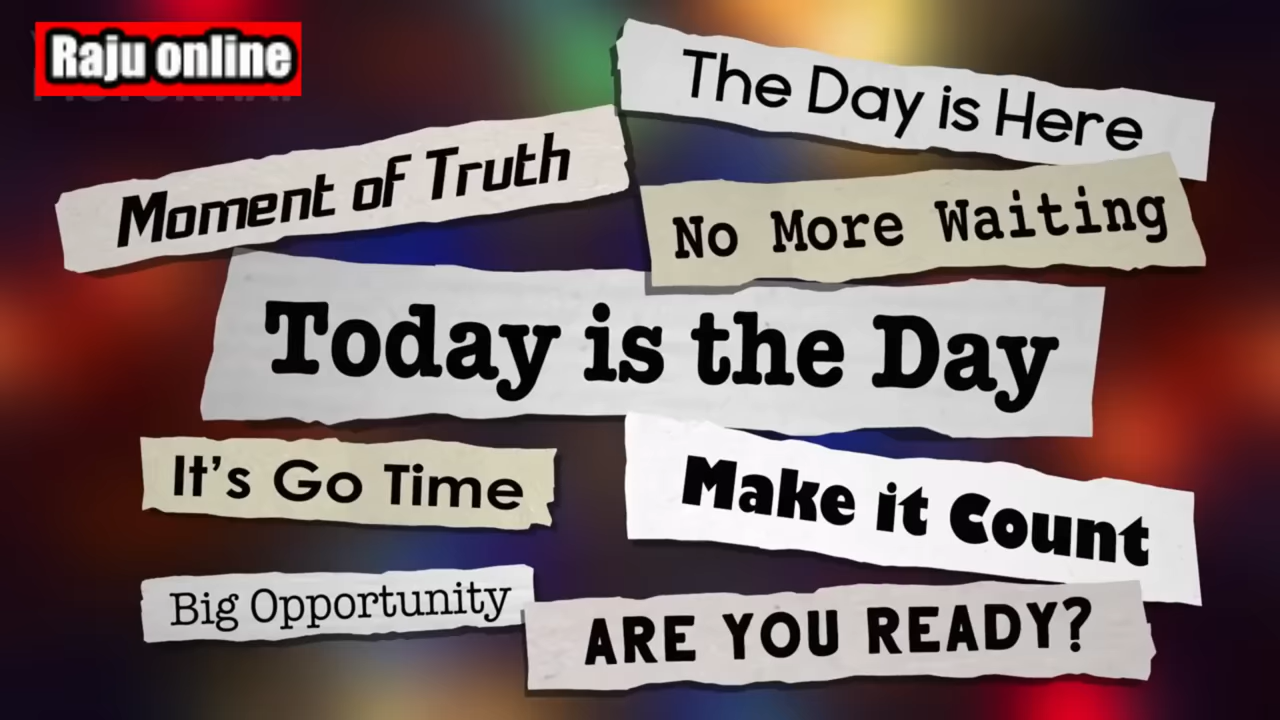 Raju online
The Day is Here
Moment of Truth
No More Waiting
Today is the Day
It's Go Time
Make it Count
Big Opportunity
ARE YOU READY?